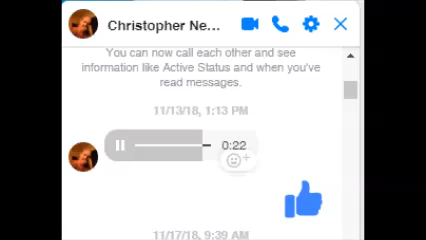 Christopher Ne...
You can now call each other and see
information like Active Status and when you've
read messages.
11/13/18, 1:13 PM
0:22
11/17/18, 9:39 AM